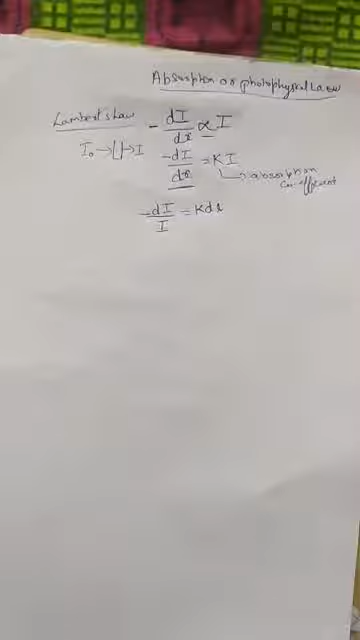 Absorption or photophysical Law
Lambert's Law
- dI/dx ∝ I
I₀ → [ ] → I
-dI/dx = KI
→ absorption
co-efficient
-dI/I = Kdx